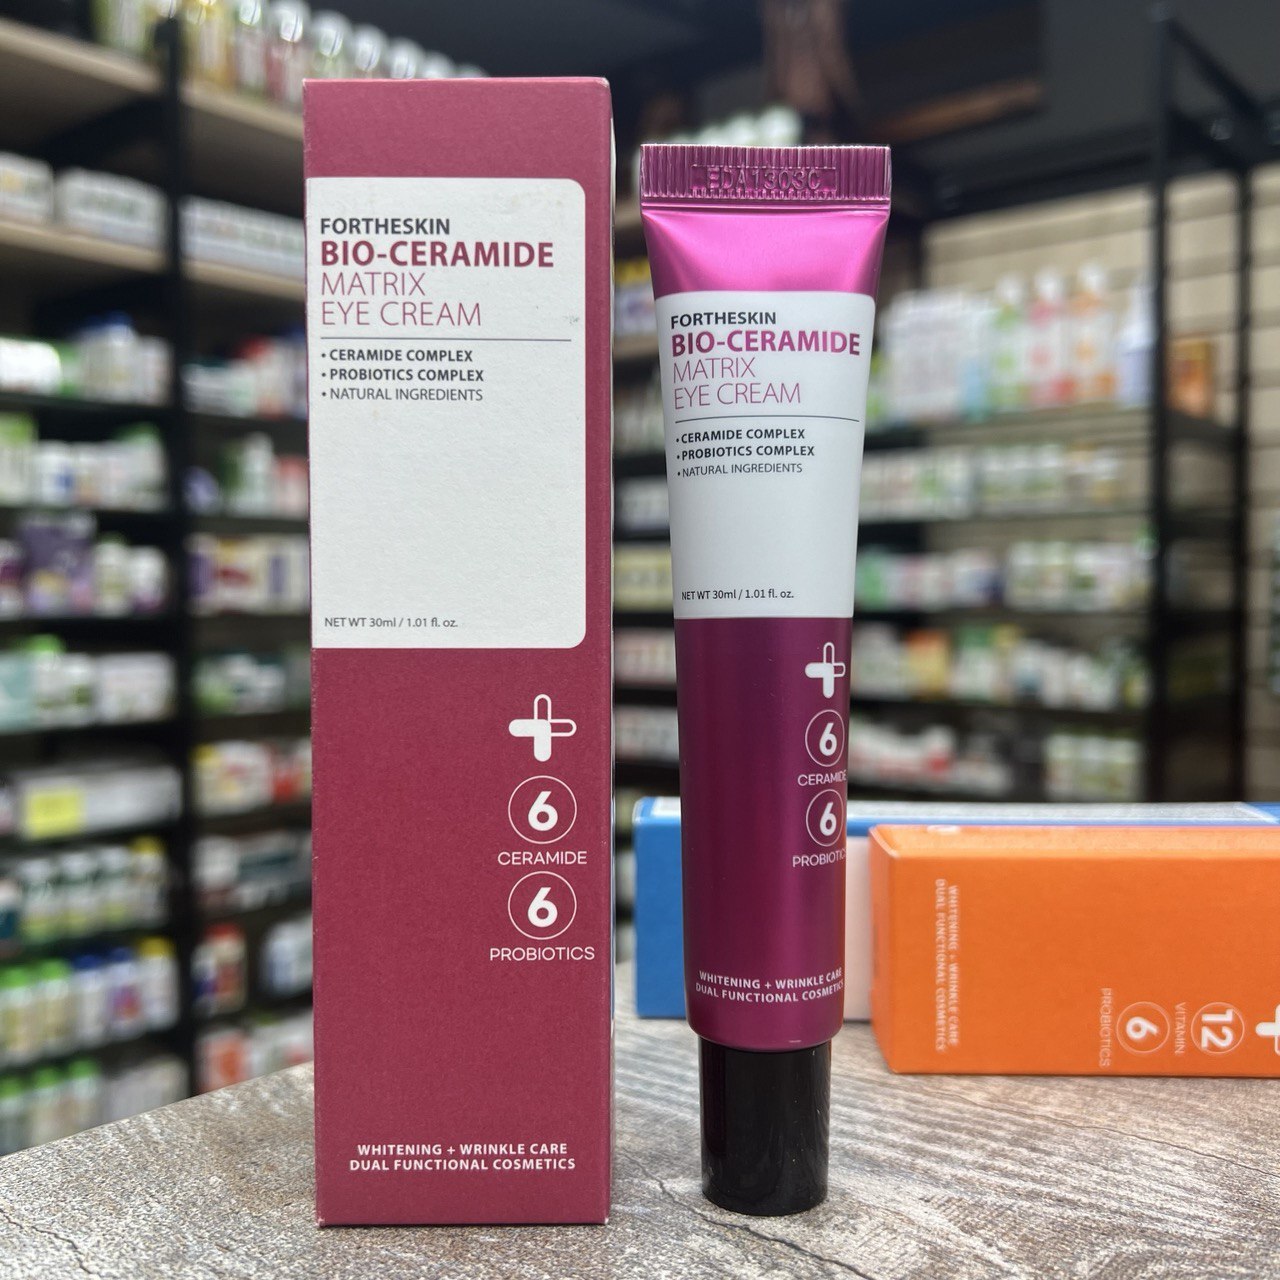 FORTHESKIN
BIO-CERAMIDE
MATRIX
EYE CREAM
• CERAMIDE COMPLEX
• PROBIOTICS COMPLEX
• NATURAL INGREDIENTS
NET WT 30ml / 1.01 fl. oz.
6
CERAMIDE
6
PROBIOTICS
WHITENING + WRINKLE CARE
DUAL FUNCTIONAL COSMETICS
FORTHESKIN
BIO-CERAMIDE
MATRIX
EYE CREAM
• CERAMIDE COMPLEX
• PROBIOTICS COMPLEX
• NATURAL INGREDIENTS
NET WT 30ml / 1.01 fl. oz.
6
CERAMIDE
6
PROBIOTICS
WHITENING + WRINKLE CARE
DUAL FUNCTIONAL COSMETICS
WHITENING + WRINKLE CARE
DUAL FUNCTIONAL COSMETICS
12
VITAMIN
6
PROBIOTICS